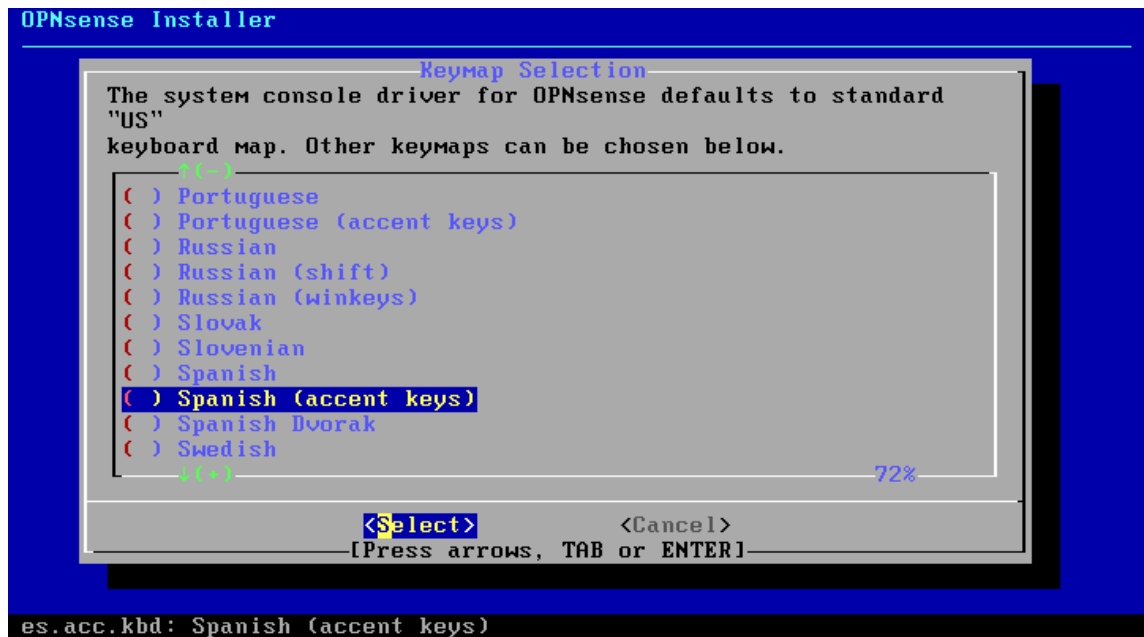 OPNsense Installer
Keymap Selection
The system console driver for OPNsense defaults to standard
"US"
keyboard map. Other keymaps can be chosen below.
↑(-)
( ) Portuguese
( ) Portuguese (accent keys)
( ) Russian
( ) Russian (shift)
( ) Russian (winkeys)
( ) Slovak
( ) Slovenian
( ) Spanish
( ) Spanish (accent keys)
( ) Spanish Dvorak
( ) Swedish
↓(+) 72%
<Select> <Cancel>
[Press arrows, TAB or ENTER]
es.acc.kbd: Spanish (accent keys)